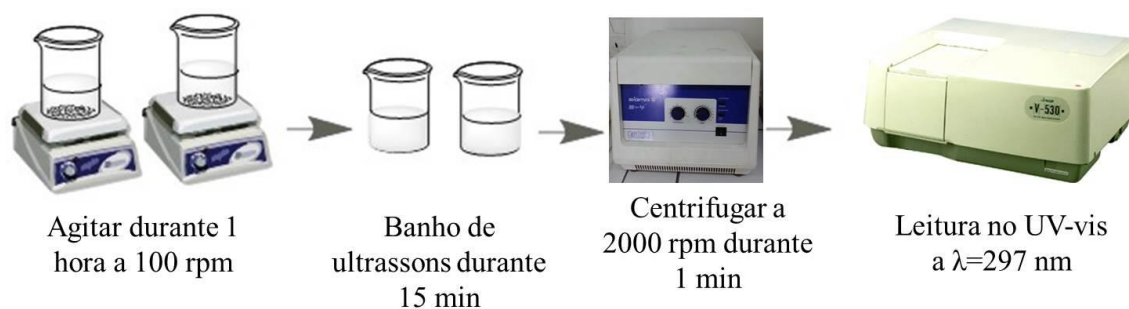 Agitar durante 1
hora a 100 rpm
Banho de
ultrassons durante
15 min
Centrifugar a
2000 rpm durante
1 min
Leitura no UV-vis
a λ=297 nm
V-530